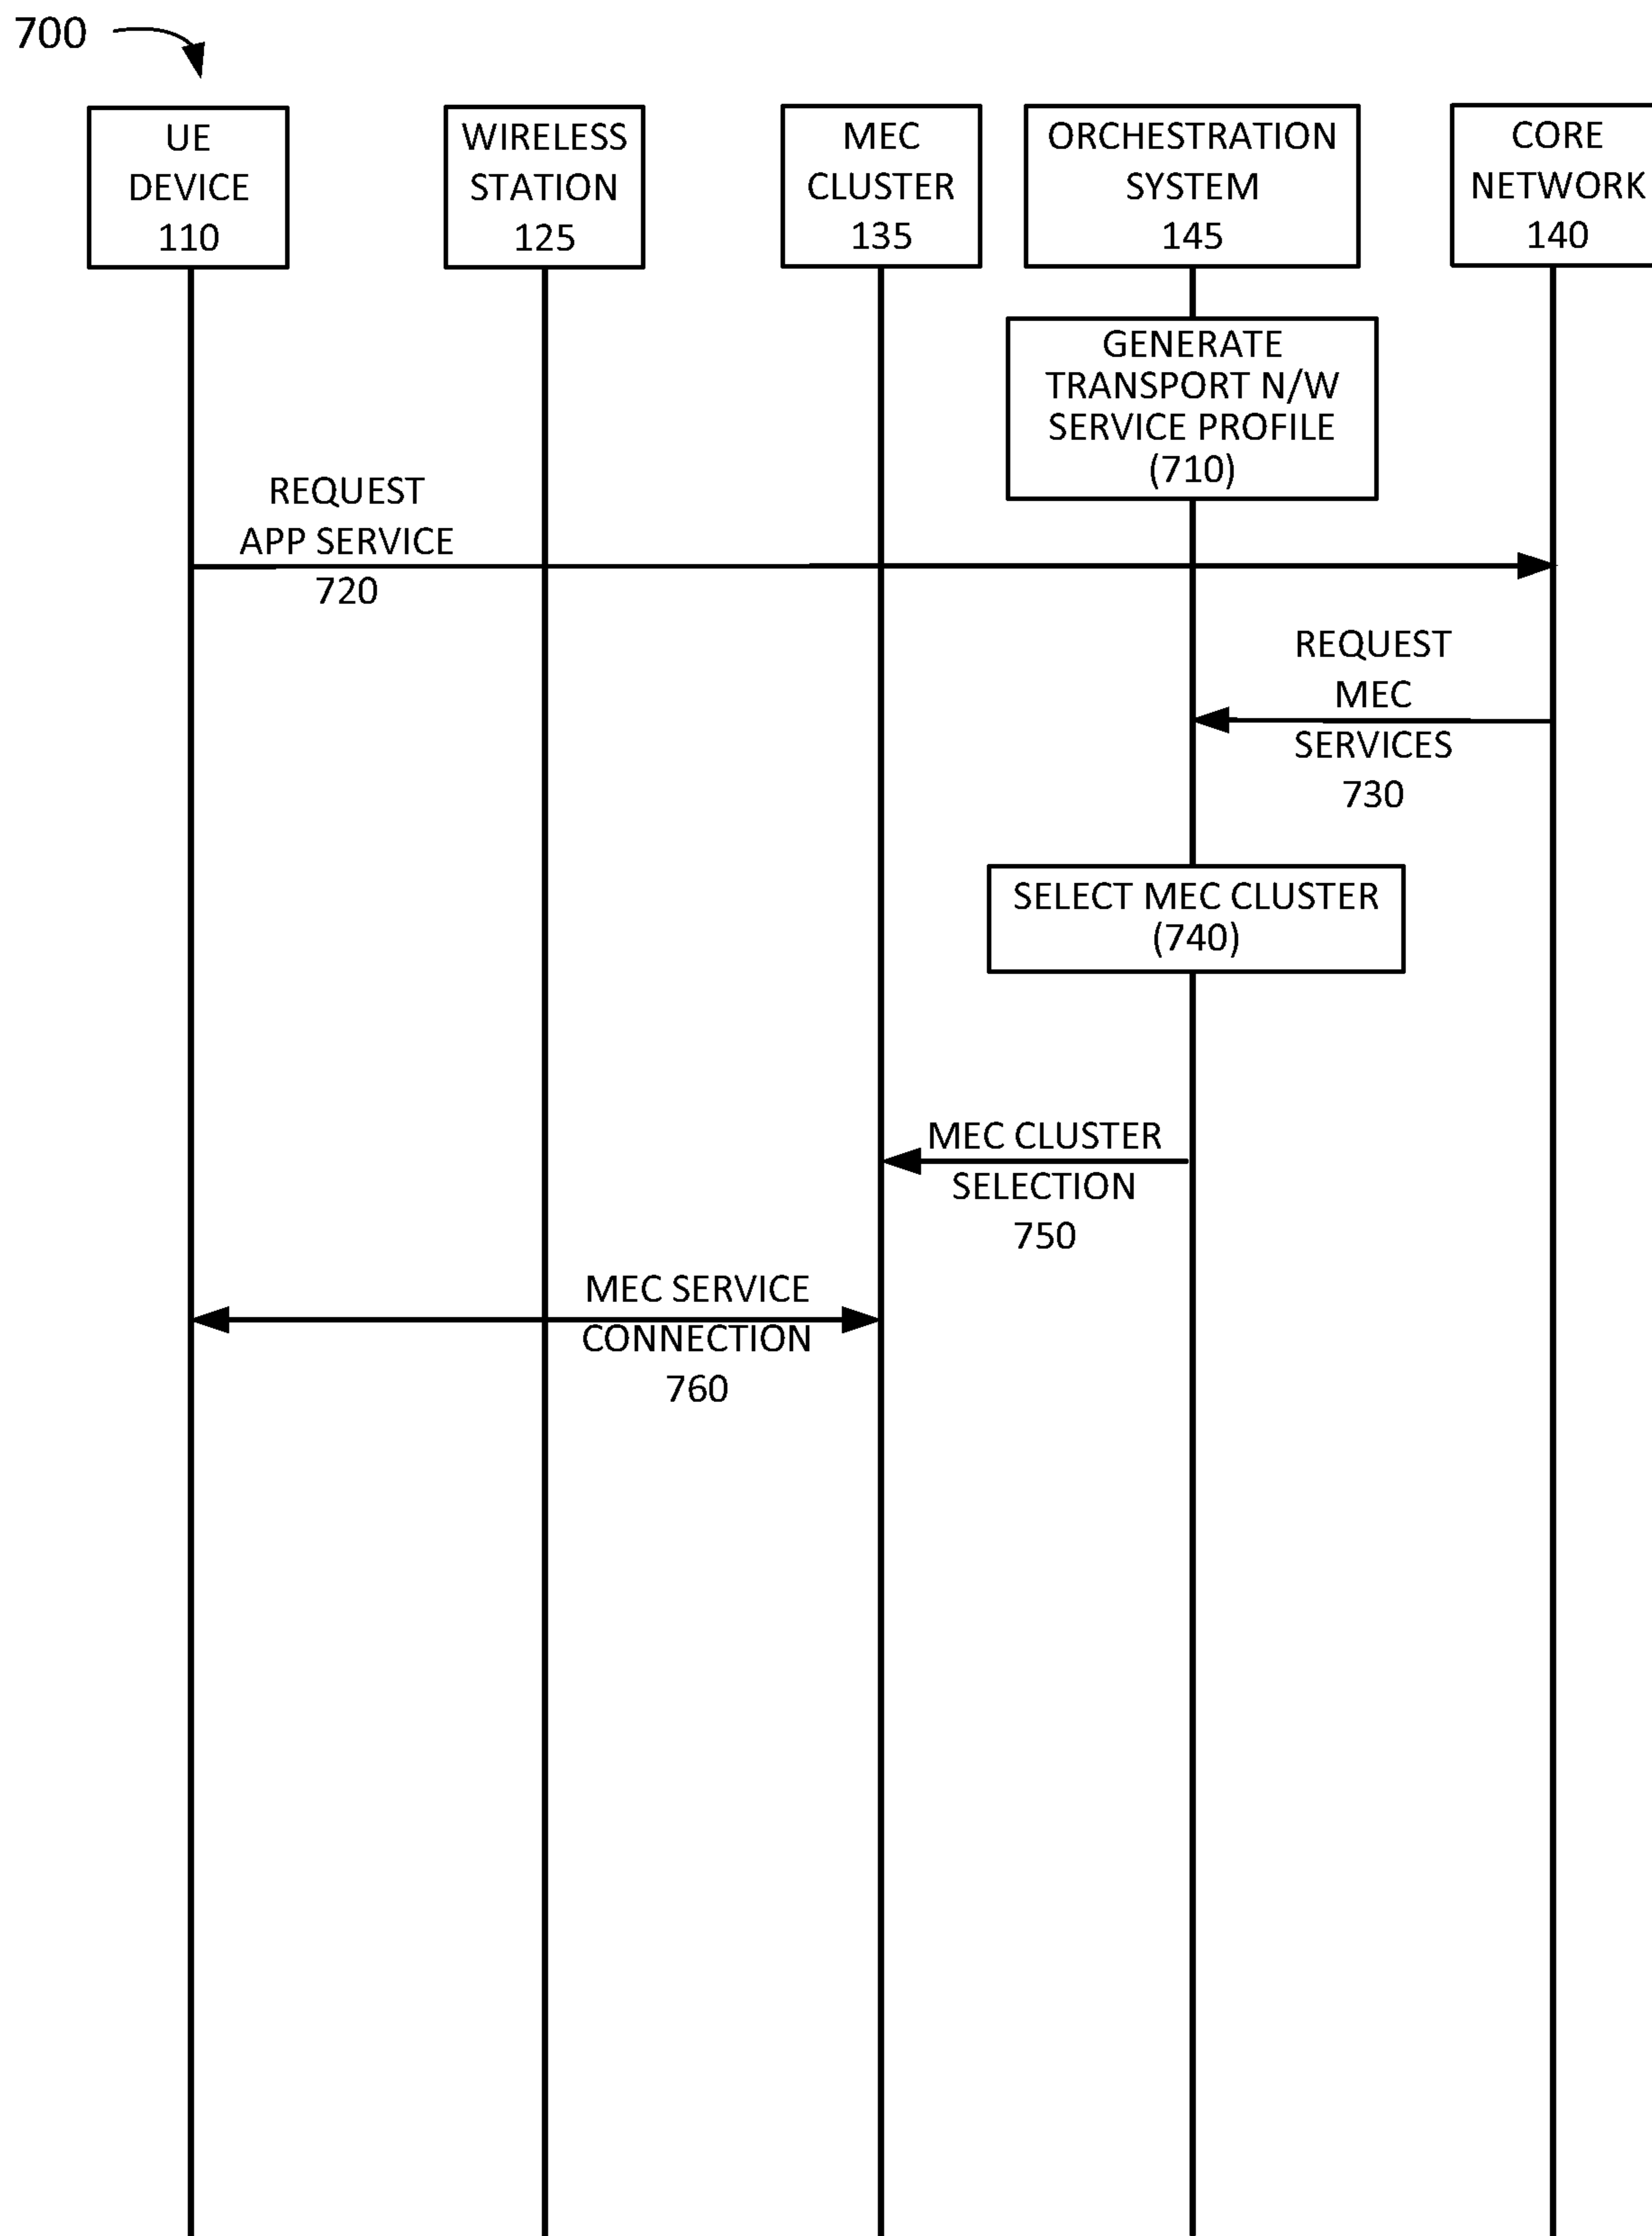 700
UE
DEVICE
110
WIRELESS
STATION
125
MEC
CLUSTER
135
ORCHESTRATION
SYSTEM
145
CORE
NETWORK
140
GENERATE
TRANSPORT N/W
SERVICE PROFILE
(710)
REQUEST
APP SERVICE
720
REQUEST
MEC
SERVICES
730
SELECT MEC CLUSTER
(740)
MEC CLUSTER
SELECTION
750
MEC SERVICE
CONNECTION
760